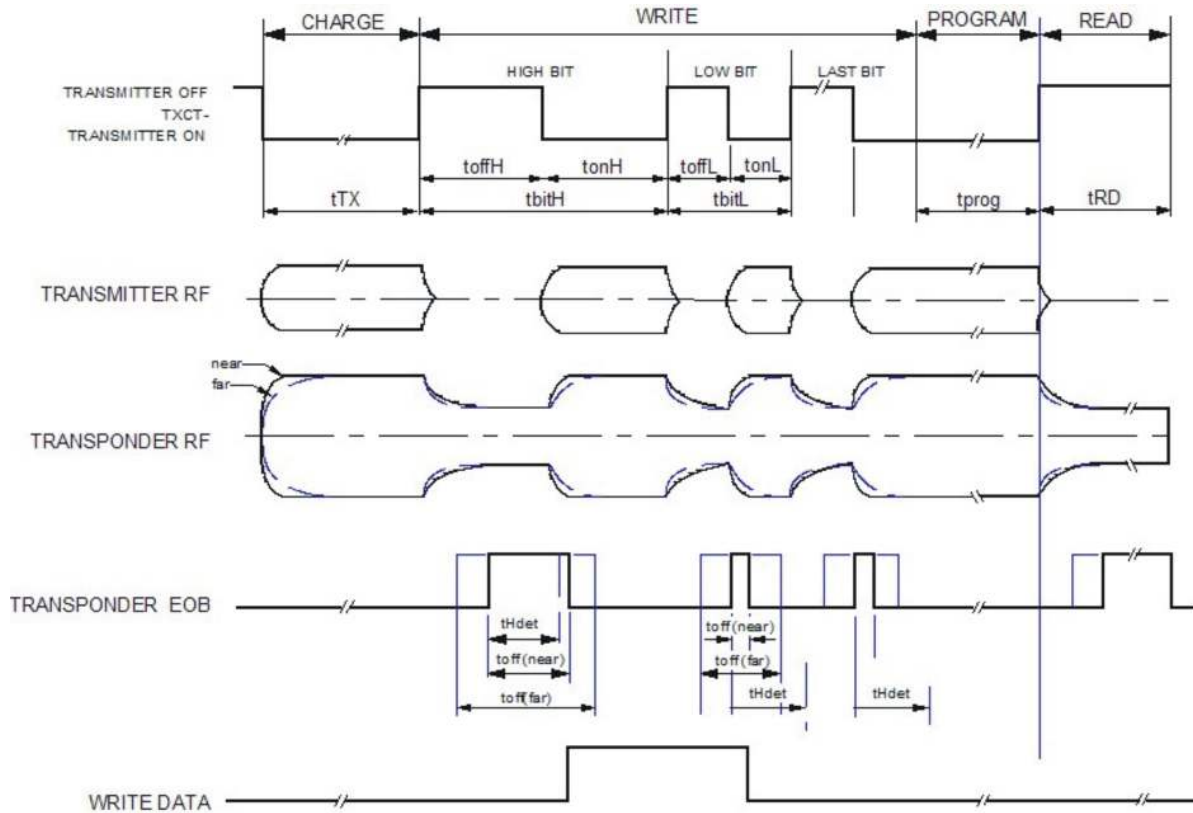 CHARGE WRITE PROGRAM READ
HIGH BIT LOW BIT LAST BIT
TRANSMITTER OFF
TXCT-
TRANSMITTER ON
toffH tonH toffL tonL
tTX tbitH tbitL tprog tRD
TRANSMITTER RF
near
far
TRANSPONDER RF
TRANSPONDER EOB
tHdet toff(near)
toff(near) toff(far)
toff(far) tHdet tHdet
WRITE DATA